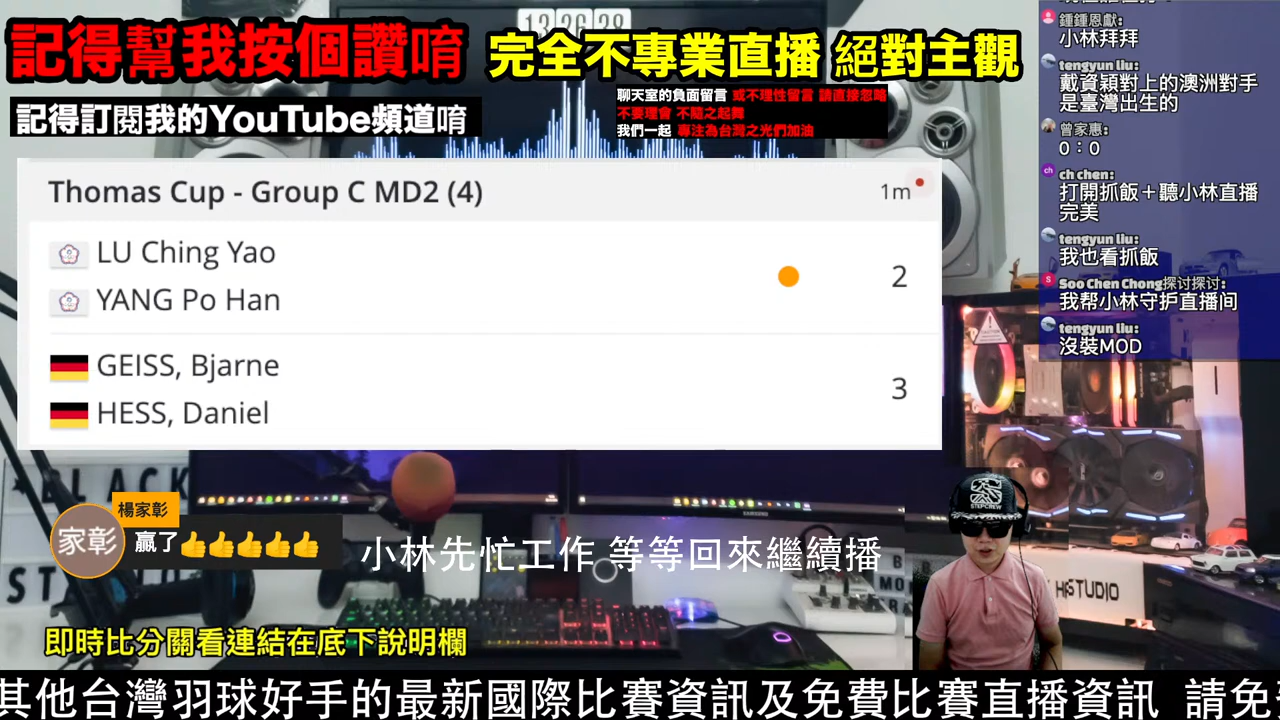 12 26 28
記得幫我按個讚唷
完全不專業直播 絕對主觀
記得訂閱我的YouTube頻道唷
聊天室的負面留言 或不理性留言 請直接忽略
不要理會 不隨之起舞
我們一起 專注為台灣之光們加油
Thomas Cup - Group C MD2 (4)
1m
LU Ching Yao
YANG Po Han
2
GEISS, Bjarne
HESS, Daniel
3
鍾鍾恩獻:
小林拜拜
tengyun liu:
戴資穎對上的澳洲對手
是臺灣出生的
曾家惠:
0：0
ch
ch chen:
打開抓飯＋聽小林直播
完美
tengyun liu:
我也看抓飯
S
Soo Chen Chong探讨探讨:
我帮小林守护直播间
tengyun liu:
沒裝MOD
BLACK
STAND
SAMSUNG
楊家彰
家彰
贏了👍👍👍👍👍
小林先忙工作 等等回來繼續播
STEPCREW
STUDIO
即時比分關看連結在底下說明欄
其他台灣羽球好手的最新國際比賽資訊及免費比賽直播資訊 請免